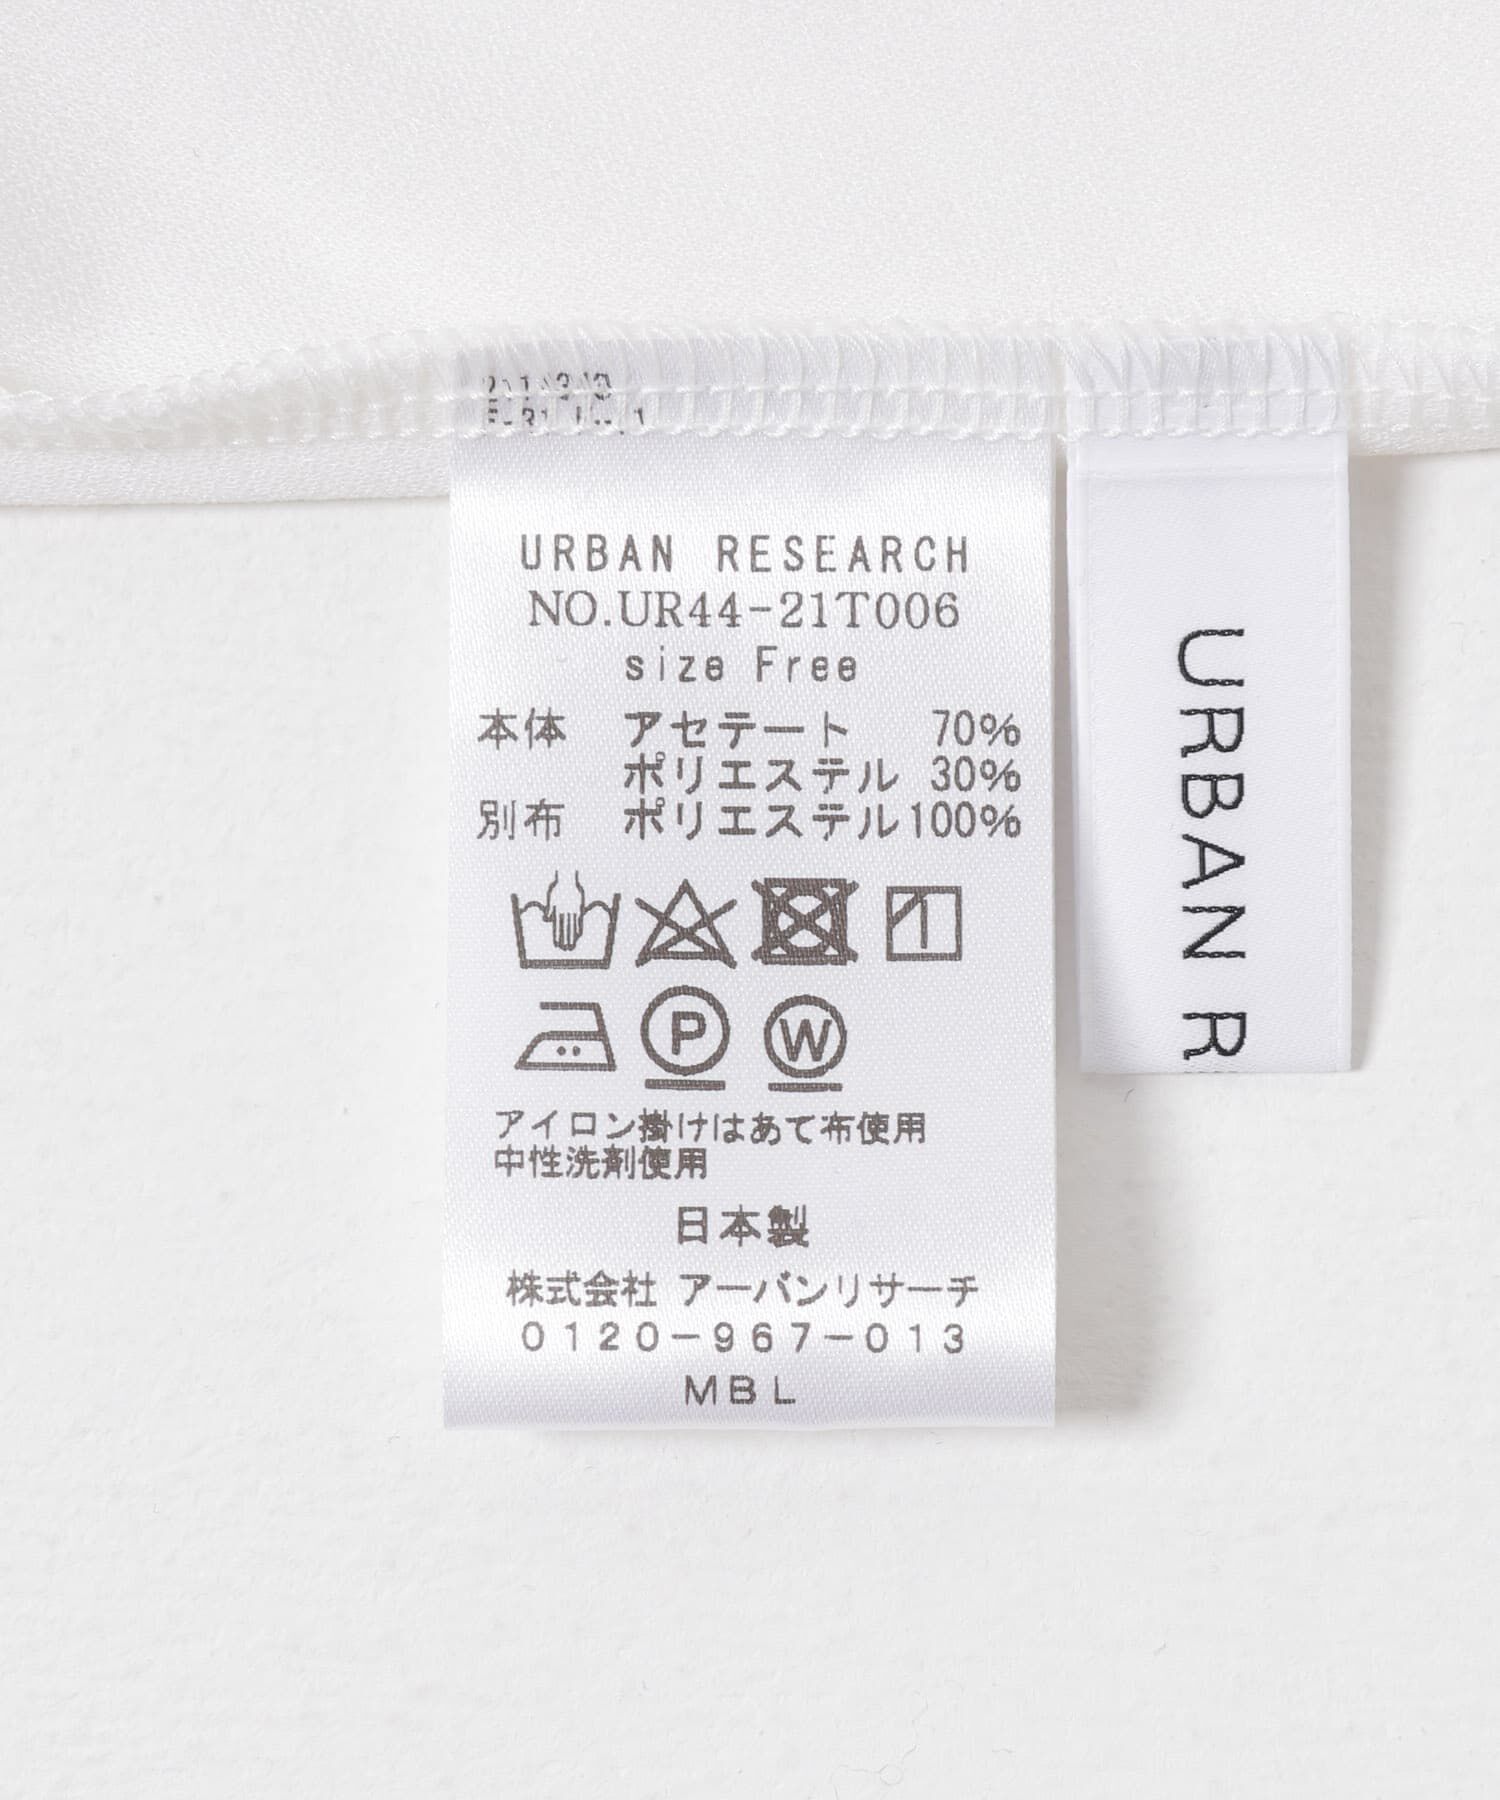 URBAN RESEARCH
NO.UR44-21T006
size Free
本体 アセテート 70%
ポリエステル 30%
別布 ポリエステル100%
P W
アイロン掛けはあて布使用
中性洗剤使用
日本製
株式会社 アーバンリサーチ
0120-967-013
MBL
URBAN R